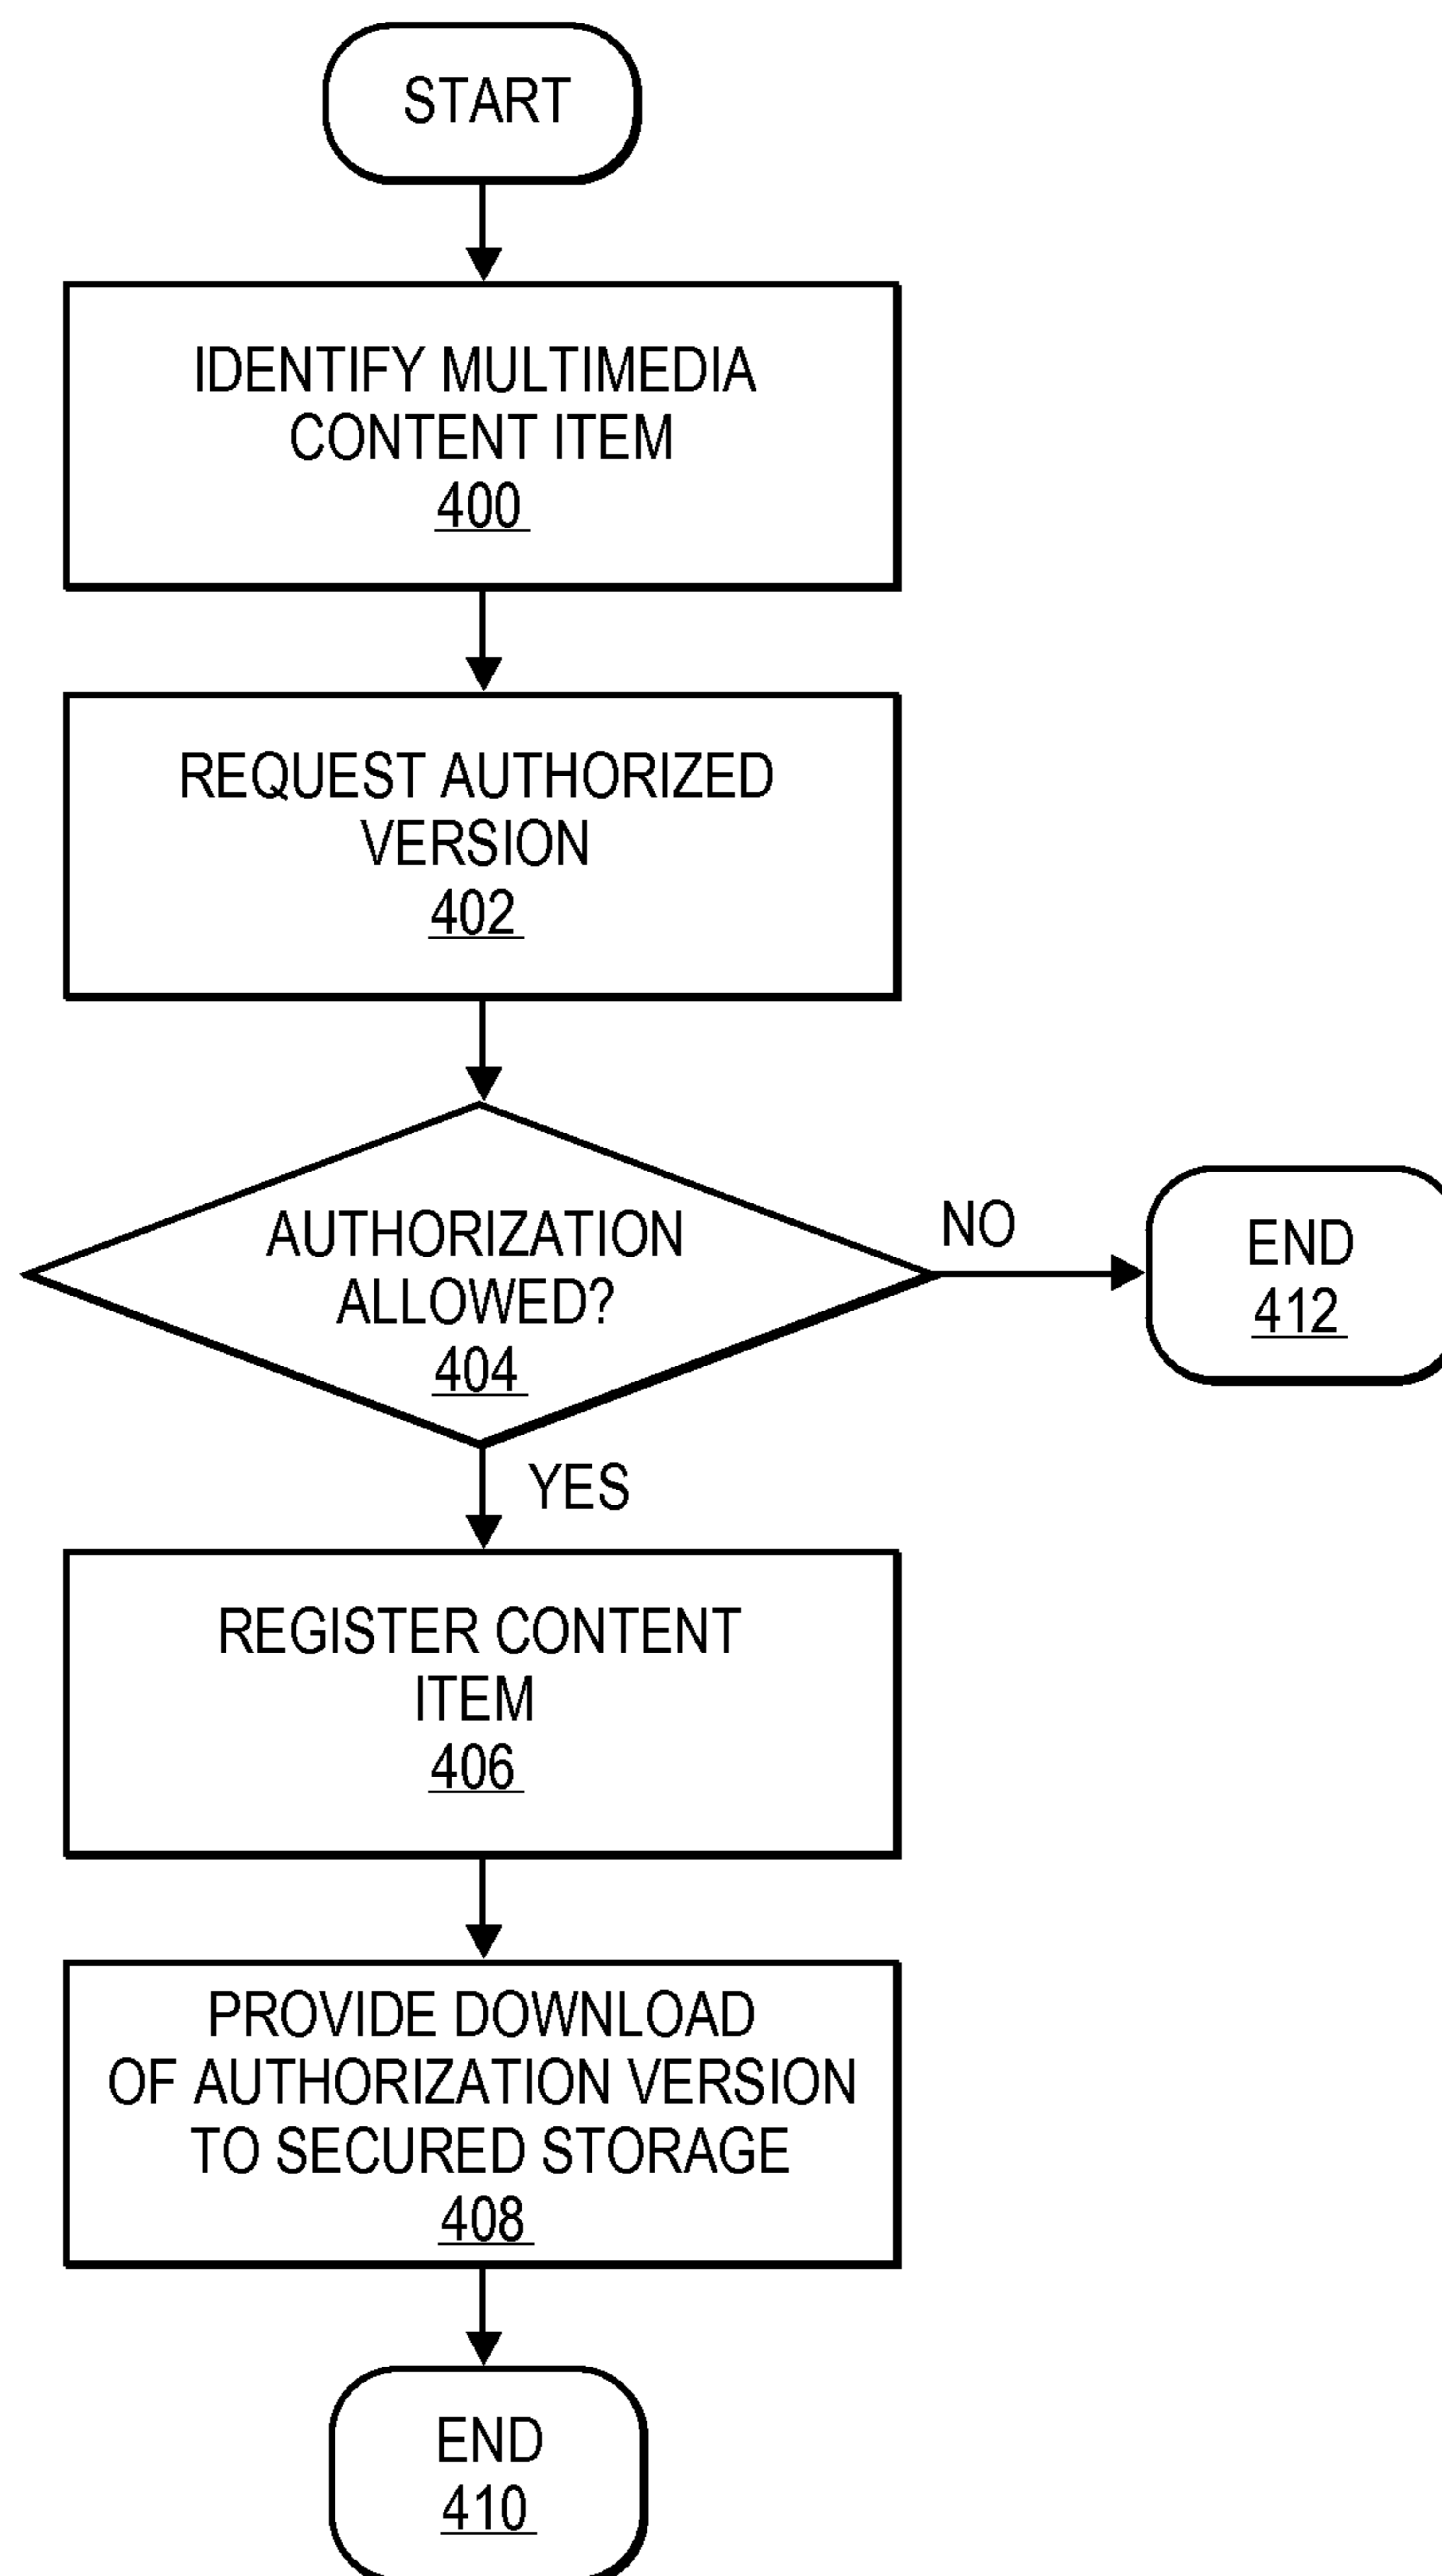 START
IDENTIFY MULTIMEDIA
CONTENT ITEM
400
REQUEST AUTHORIZED
VERSION
402
AUTHORIZATION
ALLOWED?
404
NO
END
412
YES
REGISTER CONTENT
ITEM
406
PROVIDE DOWNLOAD
OF AUTHORIZATION VERSION
TO SECURED STORAGE
408
END
410